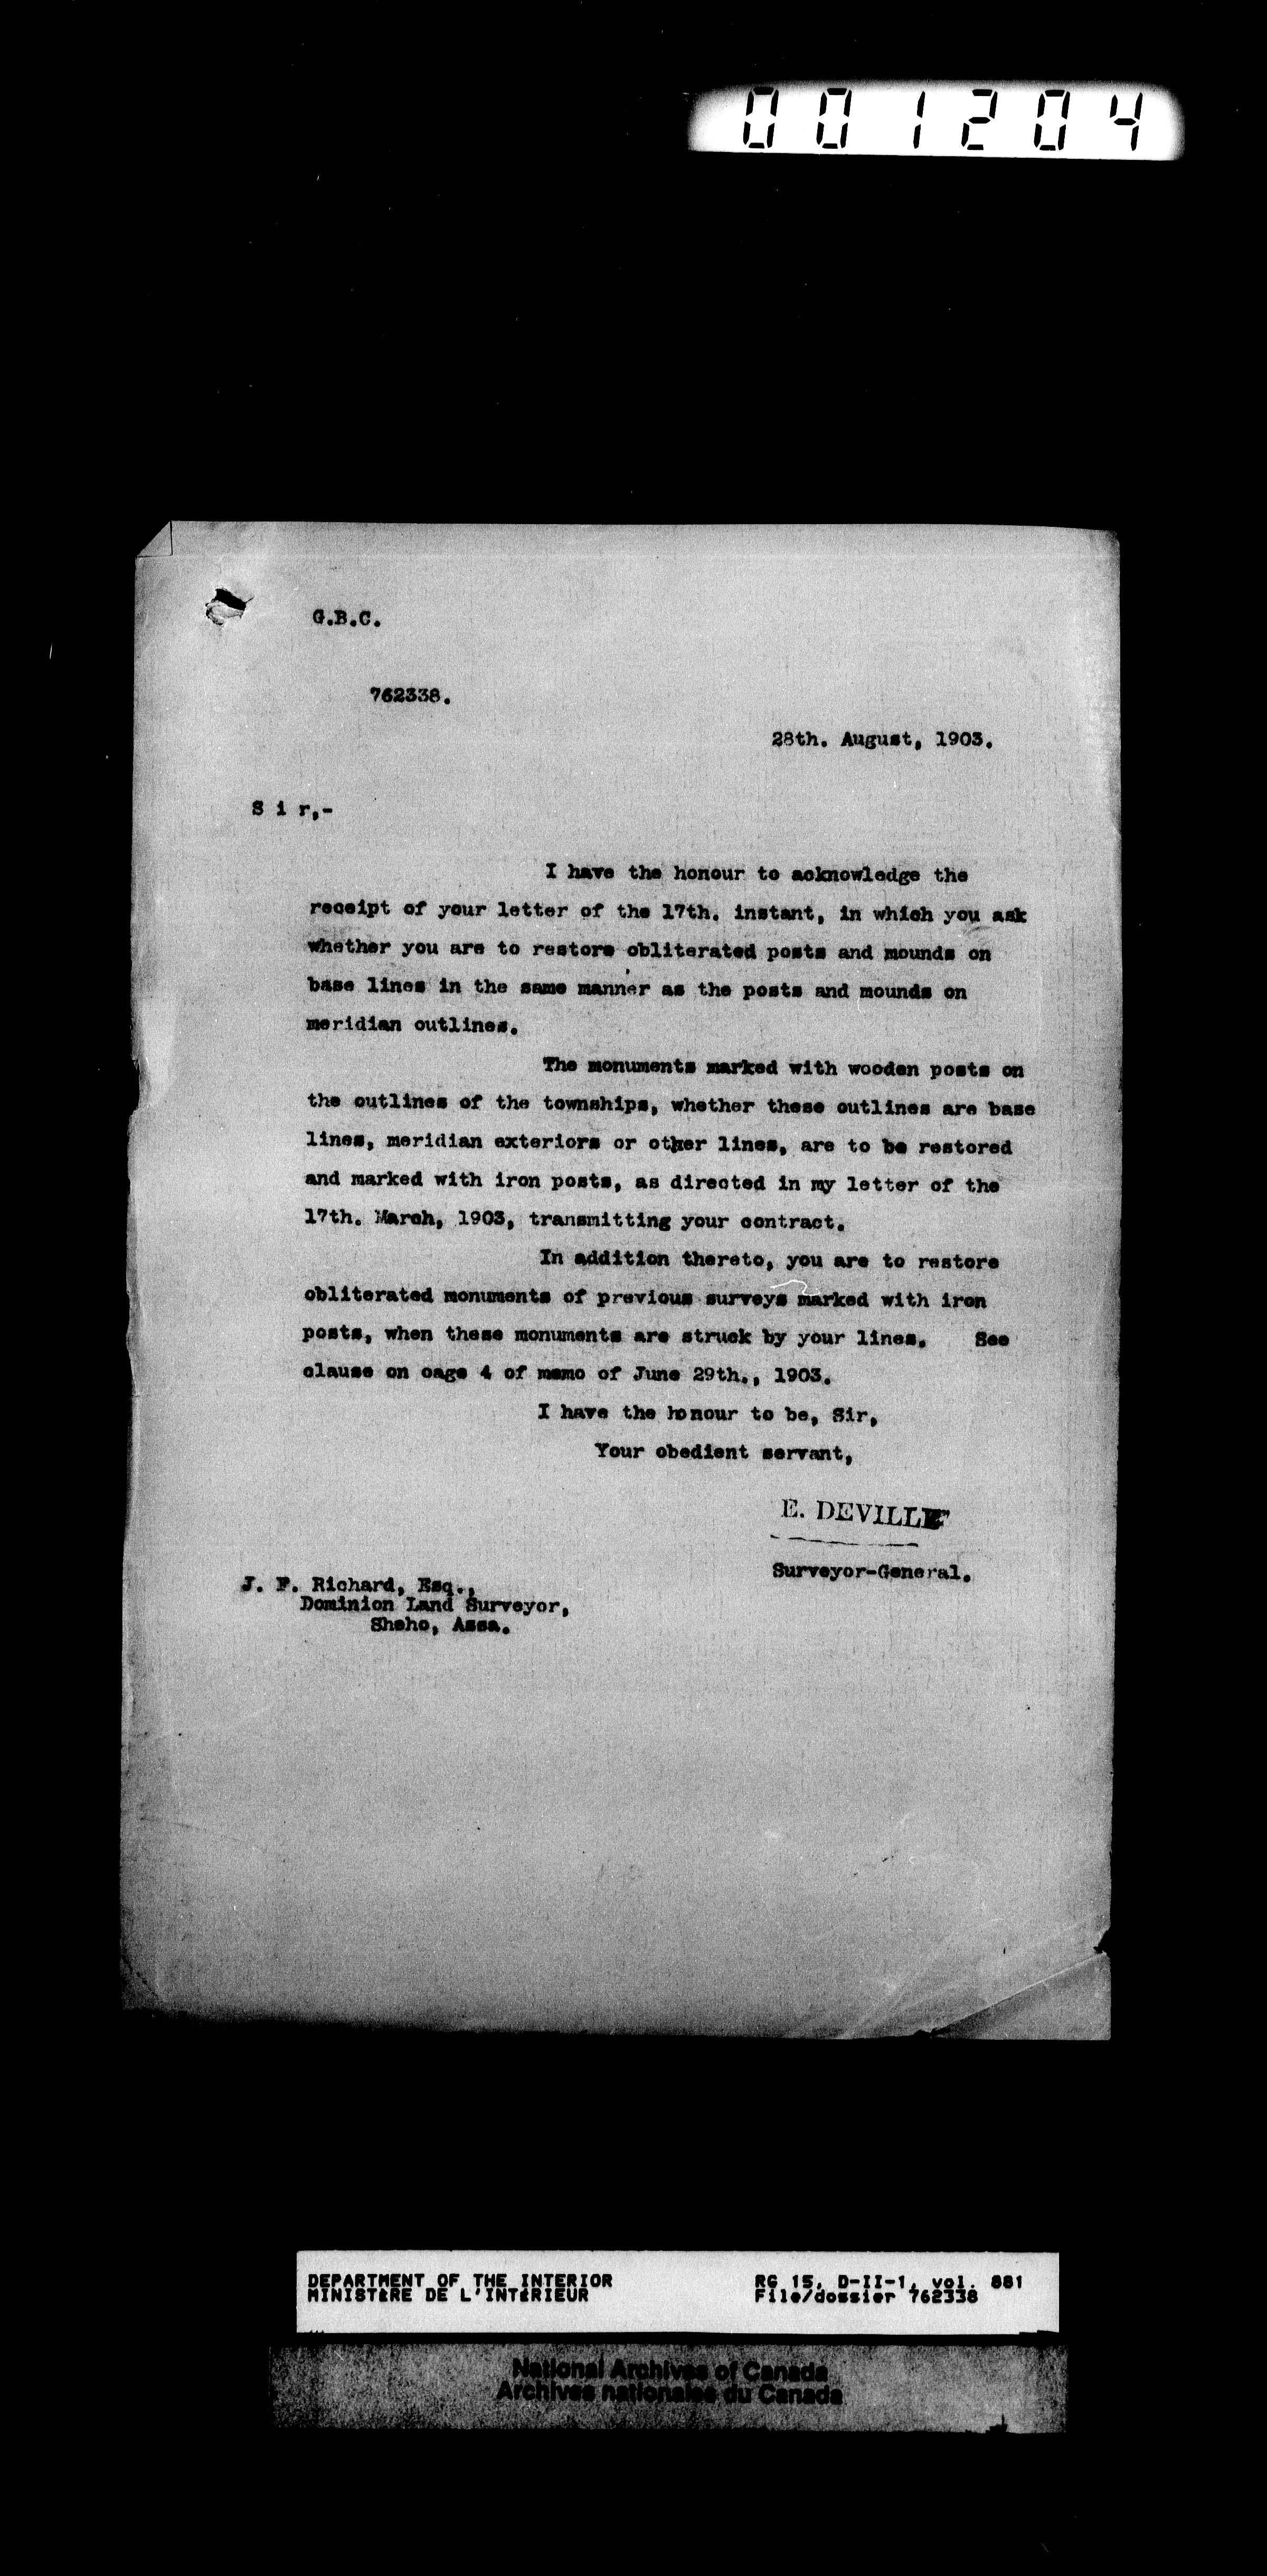 001204
G.B.C.
762338.
28th. August, 1903.
S i r,-
I have the honour to acknowledge the
receipt of your letter of the 17th. instant, in which you ask
whether you are to restore obliterated posts and mounds on
base lines in the same manner as the posts and mounds on
meridian outlines.
The monuments marked with wooden posts on
the outlines of the townships, whether these outlines are base
lines, meridian exteriors or other lines, are to be restored
and marked with iron posts, as directed in my letter of the
17th. March, 1903, transmitting your contract.
In addition thereto, you are to restore
obliterated monuments of previous surveys marked with iron
posts, when these monuments are struck by your lines. See
clause on oage 4 of memo of June 29th., 1903.
I have the honour to be, Sir,
Your obedient servant,
E. DEVILLE
Surveyor-General.
J. F. Richard, Esq.,
Dominion Land Surveyor,
Sheho, Assa.
DEPARTMENT OF THE INTERIOR RG 15, D-II-1, vol. 881
MINISTÈRE DE L'INTÉRIEUR File/dossier 762338
National Archives of Canada
Archives nationales du Canada